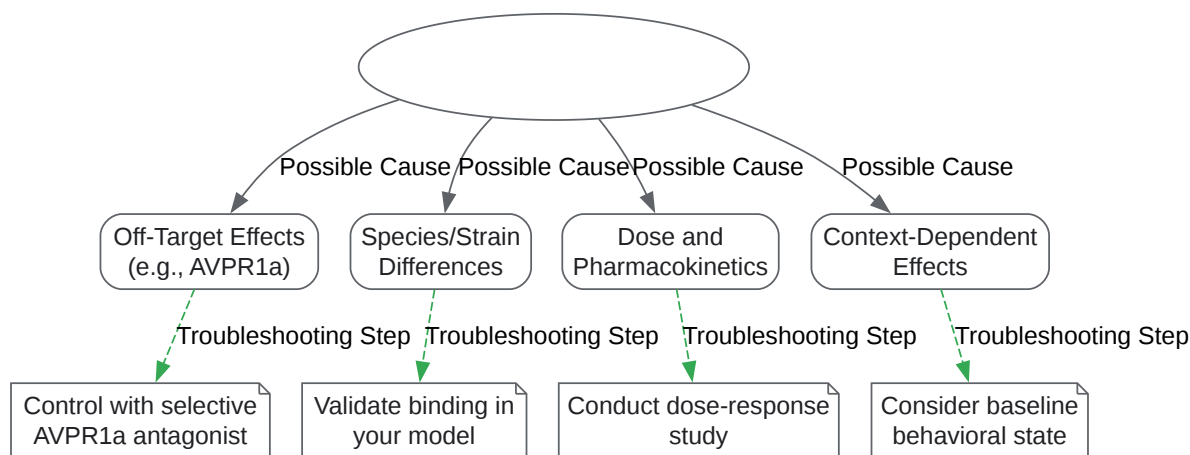 Possible Cause
Possible Cause
Possible Cause
Possible Cause
Off-Target Effects
(e.g., AVPR1a)
Species/Strain
Differences
Dose and
Pharmacokinetics
Context-Dependent
Effects
Troubleshooting Step
Troubleshooting Step
Troubleshooting Step
Troubleshooting Step
Control with selective
AVPR1a antagonist
Validate binding in
your model
Conduct dose-response
study
Consider baseline
behavioral state